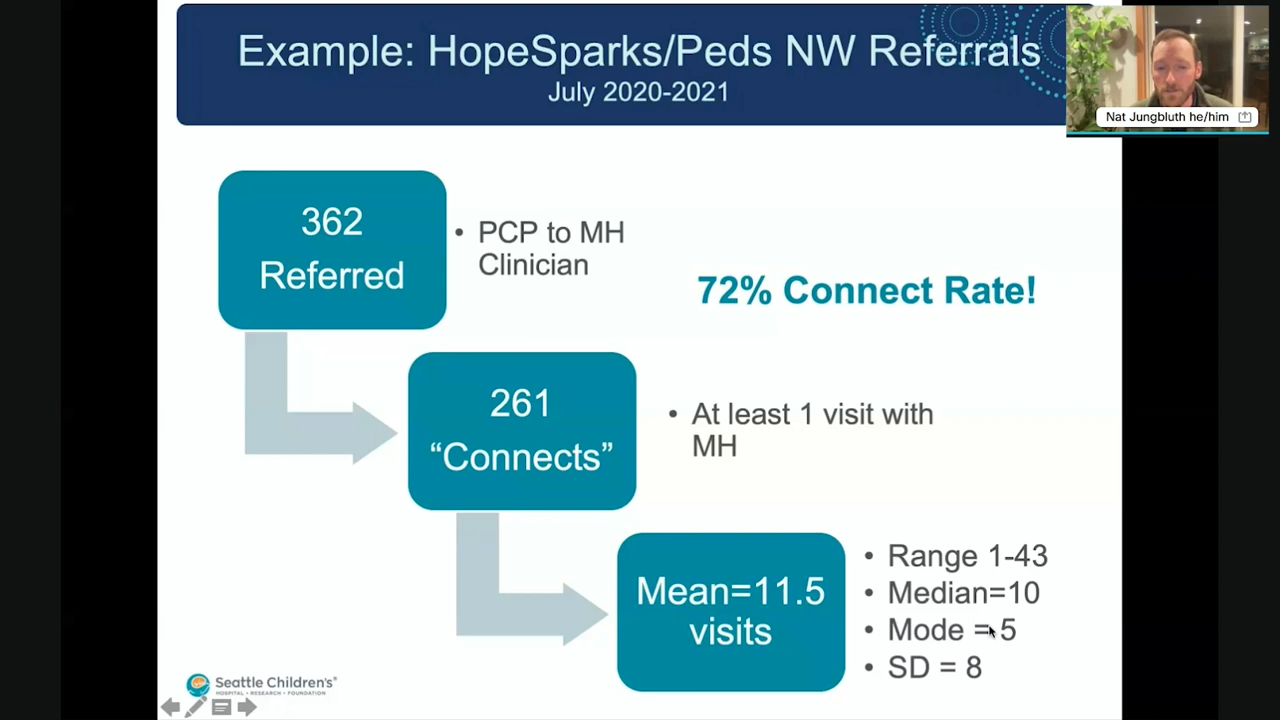 Example: HopeSparks/Peds NW Referrals
July 2020-2021
Nat Jungbluth he/him
362
Referred
• PCP to MH
Clinician
72% Connect Rate!
261
“Connects”
• At least 1 visit with
MH
Mean=11.5
visits
• Range 1-43
• Median=10
• Mode = 5
• SD = 8
Seattle Children's®
HOSPITAL • RESEARCH • FOUNDATION